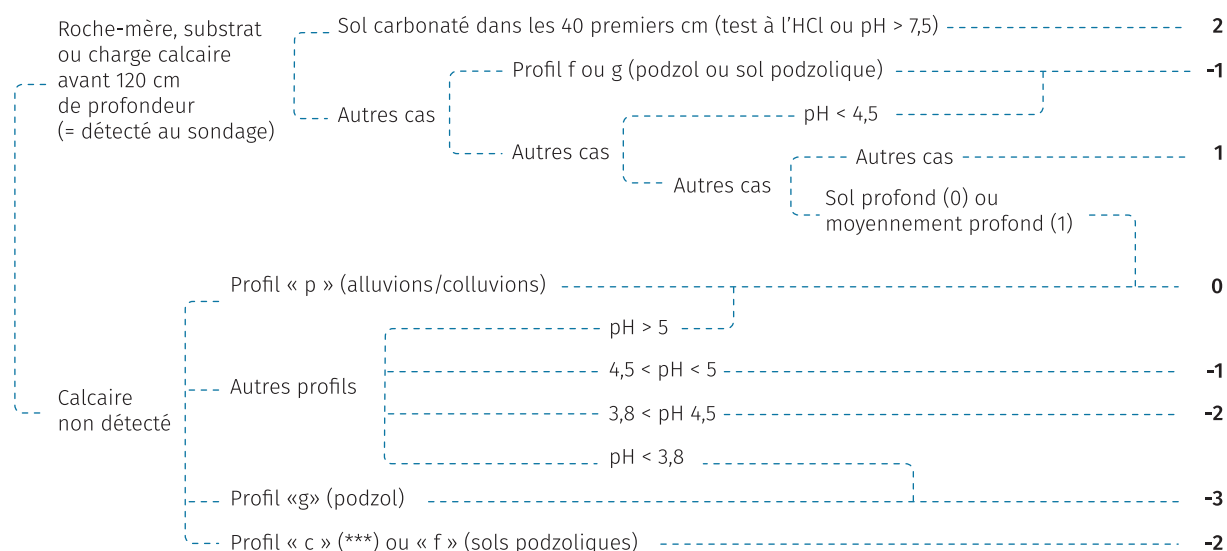 Roche-mère, substrat
ou charge calcaire
avant 120 cm
de profondeur
(= détecté au sondage)
Sol carbonaté dans les 40 premiers cm (test à l'HCl ou pH > 7,5)
2
Autres cas
Profil f ou g (podzol ou sol podzolique)
-1
Autres cas
pH < 4,5
Autres cas
Autres cas
1
Sol profond (0) ou
moyennement profond (1)
Calcaire
non détecté
Profil « p » (alluvions/colluvions)
0
Autres profils
pH > 5
4,5 < pH < 5
-1
3,8 < pH 4,5
-2
pH < 3,8
Profil «g» (podzol)
-3
Profil « c » (***) ou « f » (sols podzoliques)
-2